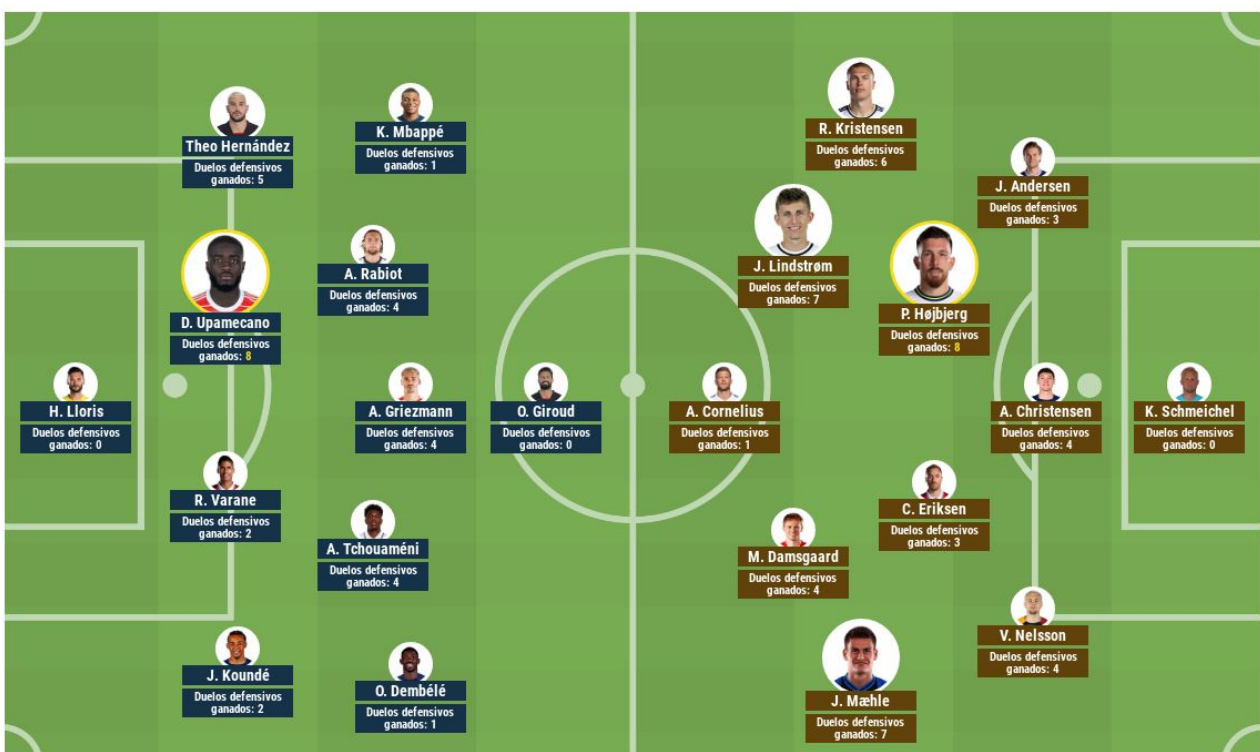 Theo Hernández
Duelos defensivos
ganados: 5
K. Mbappé
Duelos defensivos
ganados: 1
D. Upamecano
Duelos defensivos
ganados: 8
A. Rabiot
Duelos defensivos
ganados: 4
H. Lloris
Duelos defensivos
ganados: 0
A. Griezmann
Duelos defensivos
ganados: 4
O. Giroud
Duelos defensivos
ganados: 0
R. Varane
Duelos defensivos
ganados: 2
A. Tchouaméni
Duelos defensivos
ganados: 4
J. Koundé
Duelos defensivos
ganados: 2
O. Dembélé
Duelos defensivos
ganados: 1
R. Kristensen
Duelos defensivos
ganados: 6
J. Andersen
Duelos defensivos
ganados: 3
J. Lindstrøm
Duelos defensivos
ganados: 7
P. Højbjerg
Duelos defensivos
ganados: 8
A. Cornelius
Duelos defensivos
ganados: 1
A. Christensen
Duelos defensivos
ganados: 4
K. Schmeichel
Duelos defensivos
ganados: 0
C. Eriksen
Duelos defensivos
ganados: 3
M. Damsgaard
Duelos defensivos
ganados: 4
V. Nelsson
Duelos defensivos
ganados: 4
J. Mæhle
Duelos defensivos
ganados: 7